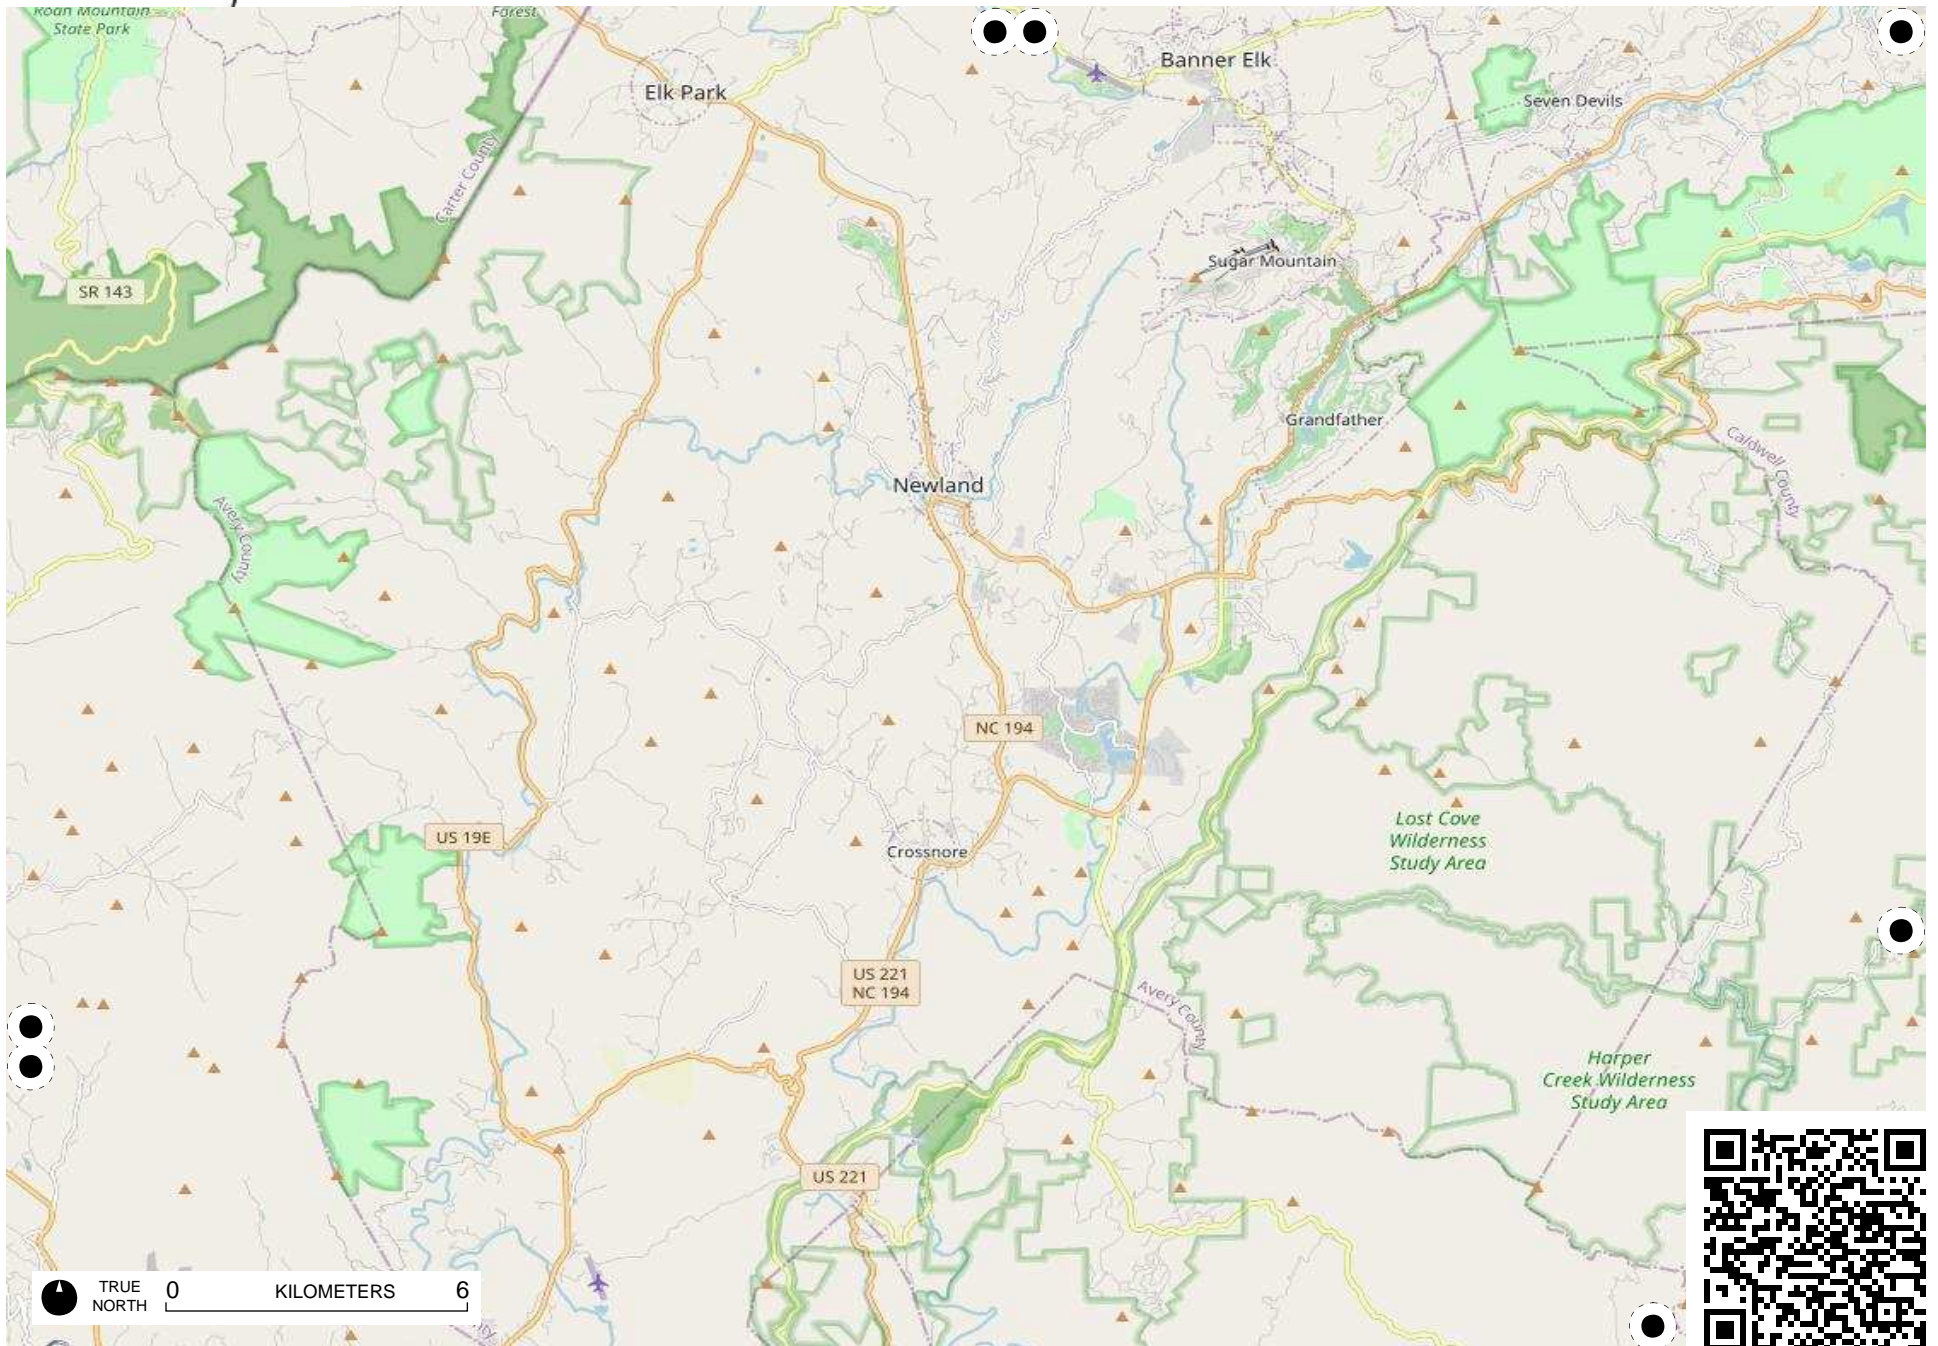 Roan Mountain
State Park
Forest
Banner Elk
Elk Park
Seven Devils
Carter County
Sugar Mountain
SR 143
Grandfather
Caldwell County
Newland
Avery County
NC 194
US 19E
Lost Cove
Wilderness
Study Area
Crossnore
US 221
NC 194
Avery County
Harper
Creek Wilderness
Study Area
US 221
TRUE
NORTH
0
KILOMETERS
6